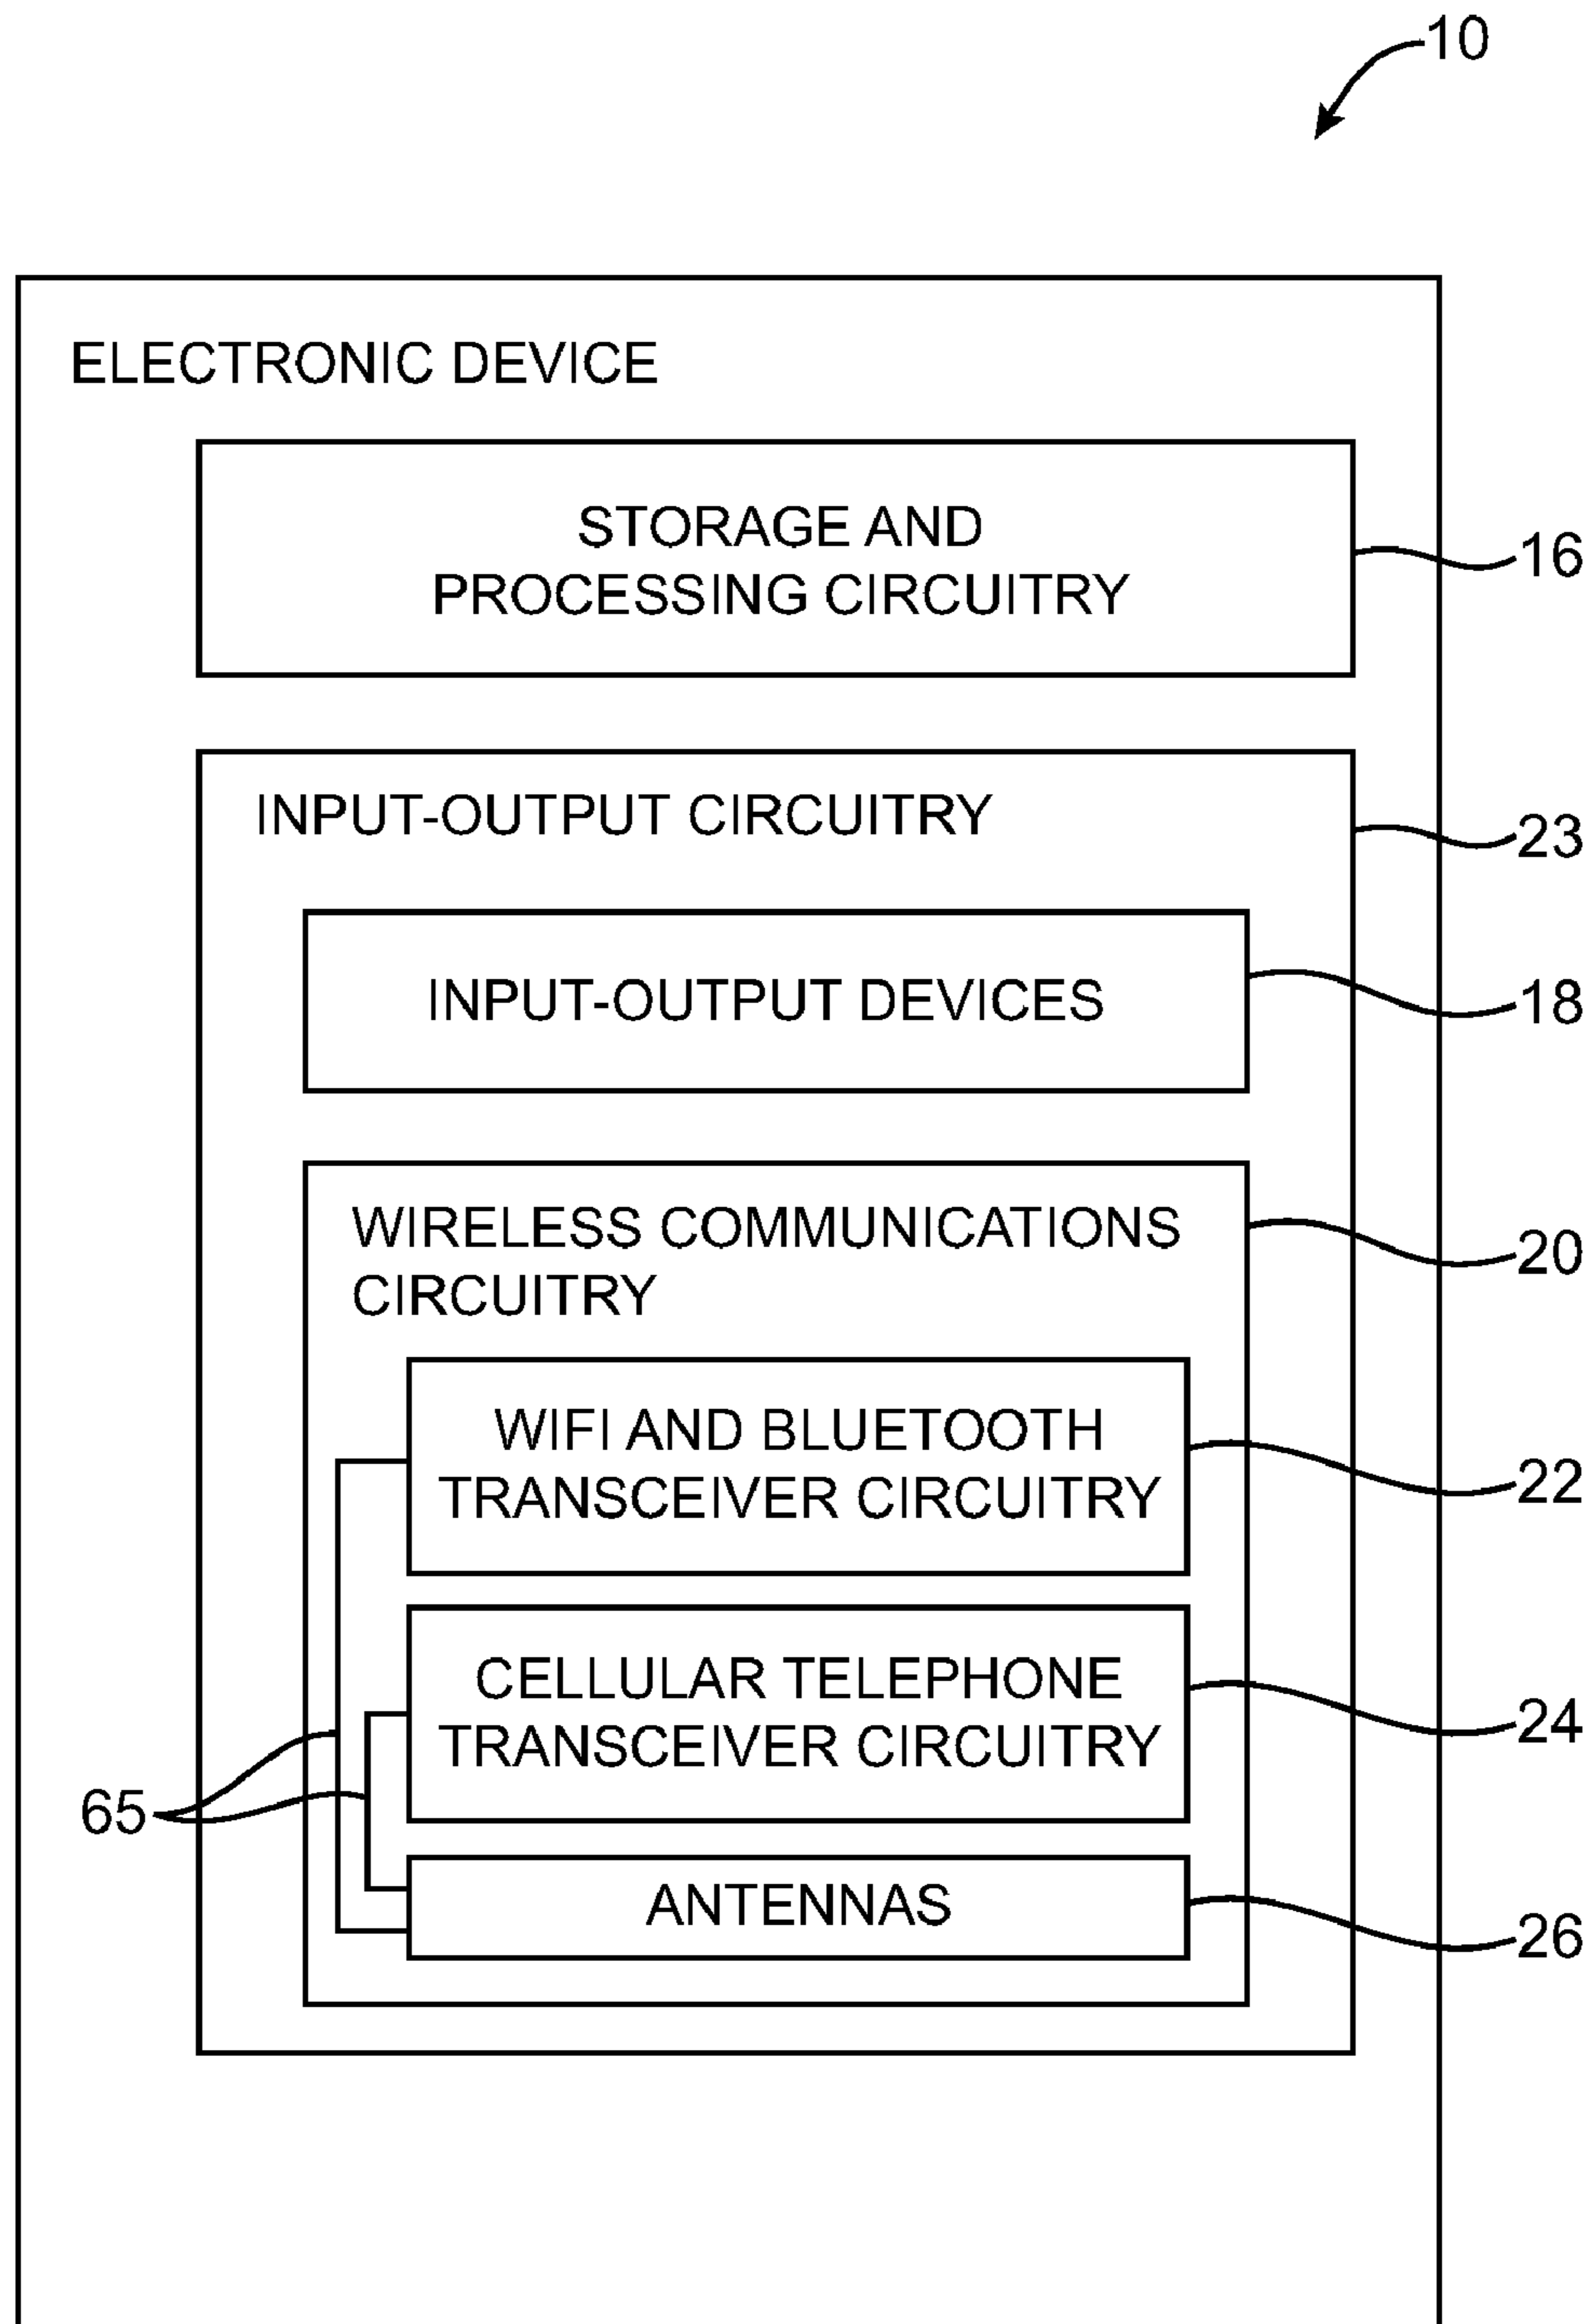 10
ELECTRONIC DEVICE
STORAGE AND
PROCESSING CIRCUITRY
16
INPUT-OUTPUT CIRCUITRY
23
INPUT-OUTPUT DEVICES
18
WIRELESS COMMUNICATIONS
CIRCUITRY
20
WIFI AND BLUETOOTH
TRANSCEIVER CIRCUITRY
22
CELLULAR TELEPHONE
TRANSCEIVER CIRCUITRY
24
65
ANTENNAS
26